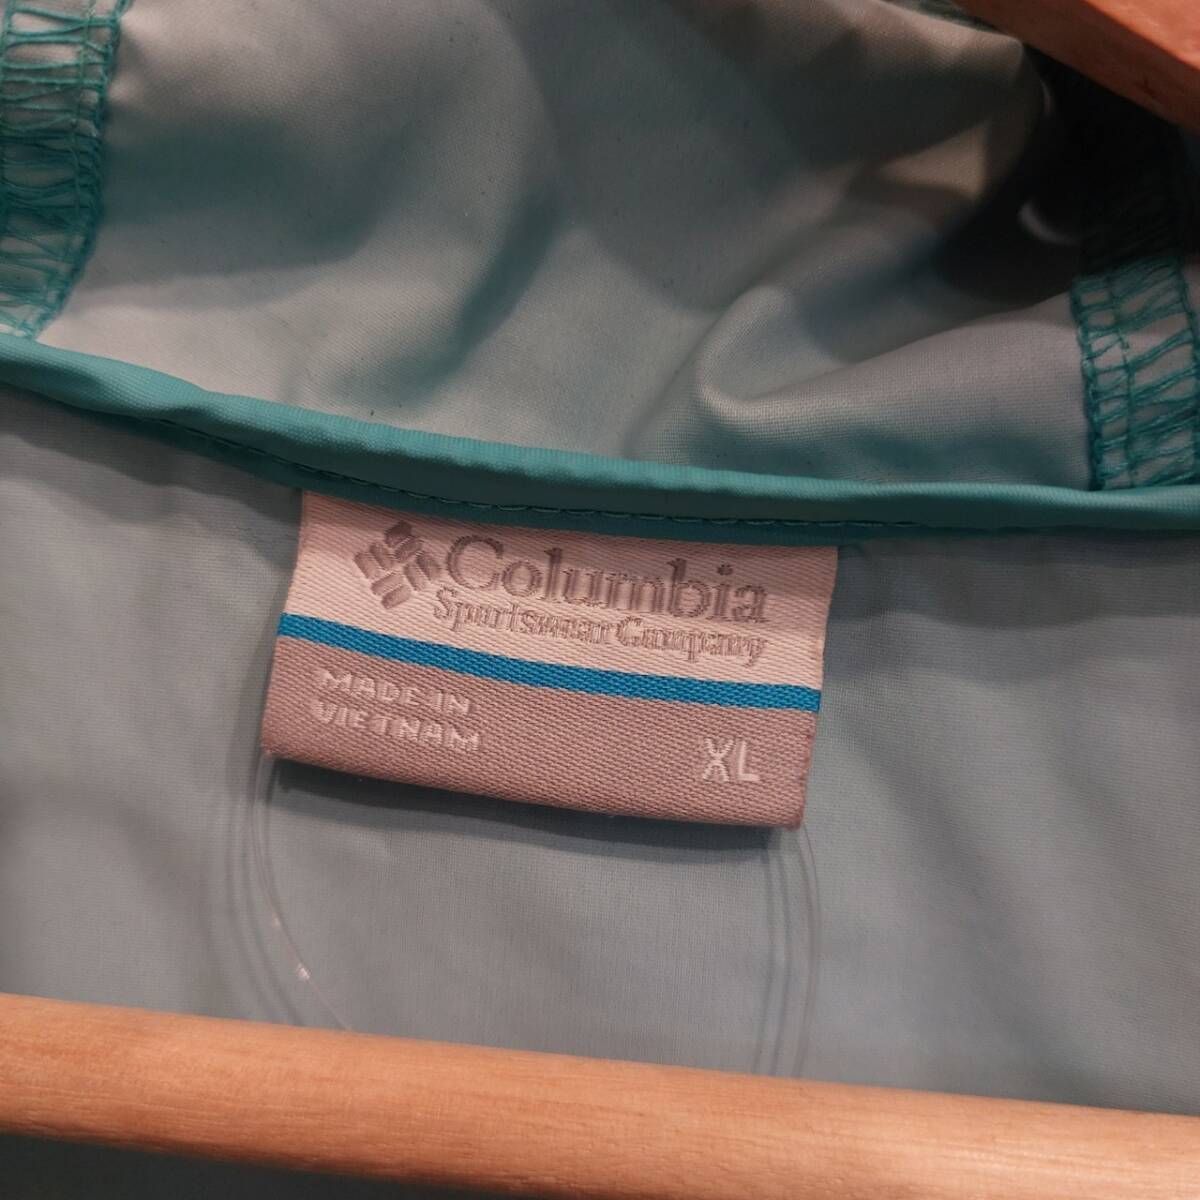 Columbia
Sportswear Company
MADE IN
VIETNAM
XL